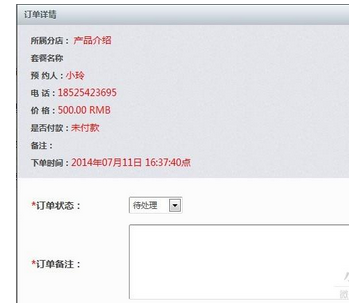 订单详情
所属分店：产品介绍
套餐名称
预 约人：小玲
电 话：18525423695
价 格：500.00 RMB
是否付款：未付款
备注：
下单时间：2014年07月11日 16:37:40点
*订单状态： 待处理
*订单备注：